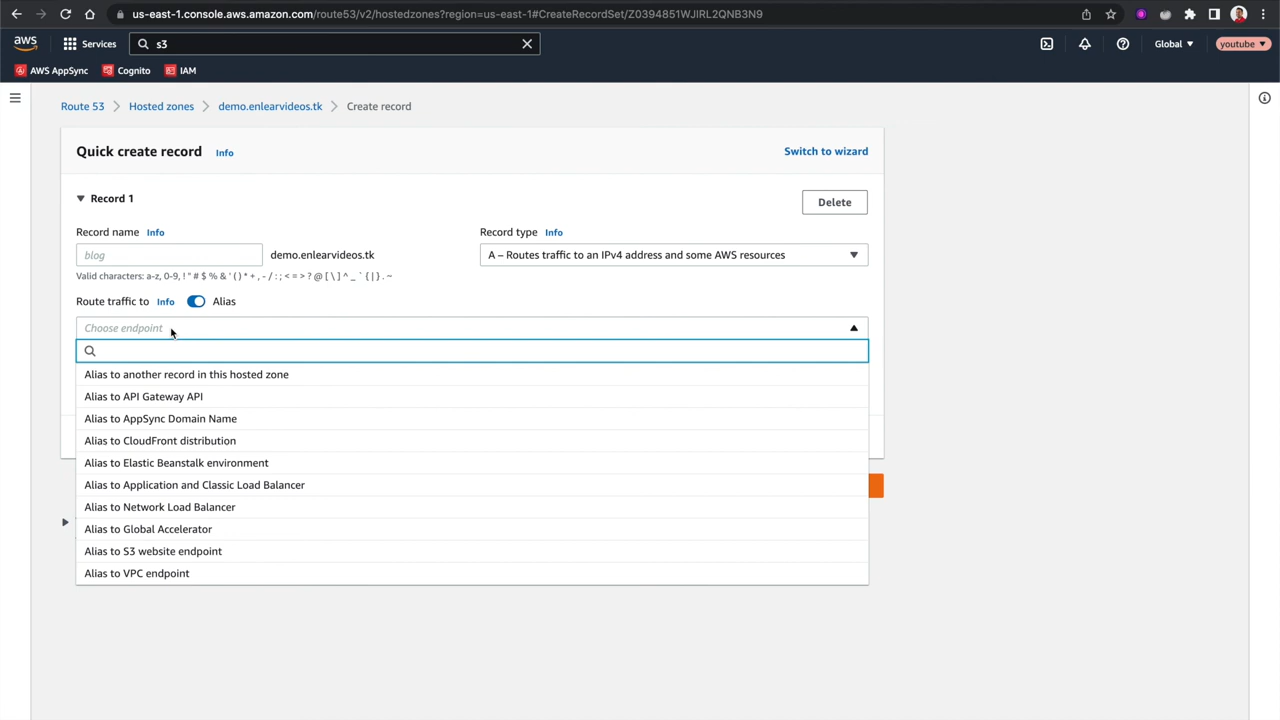 us-east-1.console.aws.amazon.com/route53/v2/hostedzones?region=us-east-1#CreateRecordSet/Z0394851WJIRL2QNB3N9
aws Services s3 Global youtube
AWS AppSync Cognito IAM
Route 53 Hosted zones demo.enlearvideos.tk Create record
Quick create record Info Switch to wizard
Record 1 Delete
Record name Info Record type Info
blog demo.enlearvideos.tk A – Routes traffic to an IPv4 address and some AWS resources
Valid characters: a-z, 0-9, ! " # $ % & ' ( ) * + , - / : ; < = > ? @ [ \ ] ^ _ ` { | } . ~
Route traffic to Info Alias
Choose endpoint
Alias to another record in this hosted zone
Alias to API Gateway API
Alias to AppSync Domain Name
Alias to CloudFront distribution
Alias to Elastic Beanstalk environment
Alias to Application and Classic Load Balancer
Alias to Network Load Balancer
Alias to Global Accelerator
Alias to S3 website endpoint
Alias to VPC endpoint